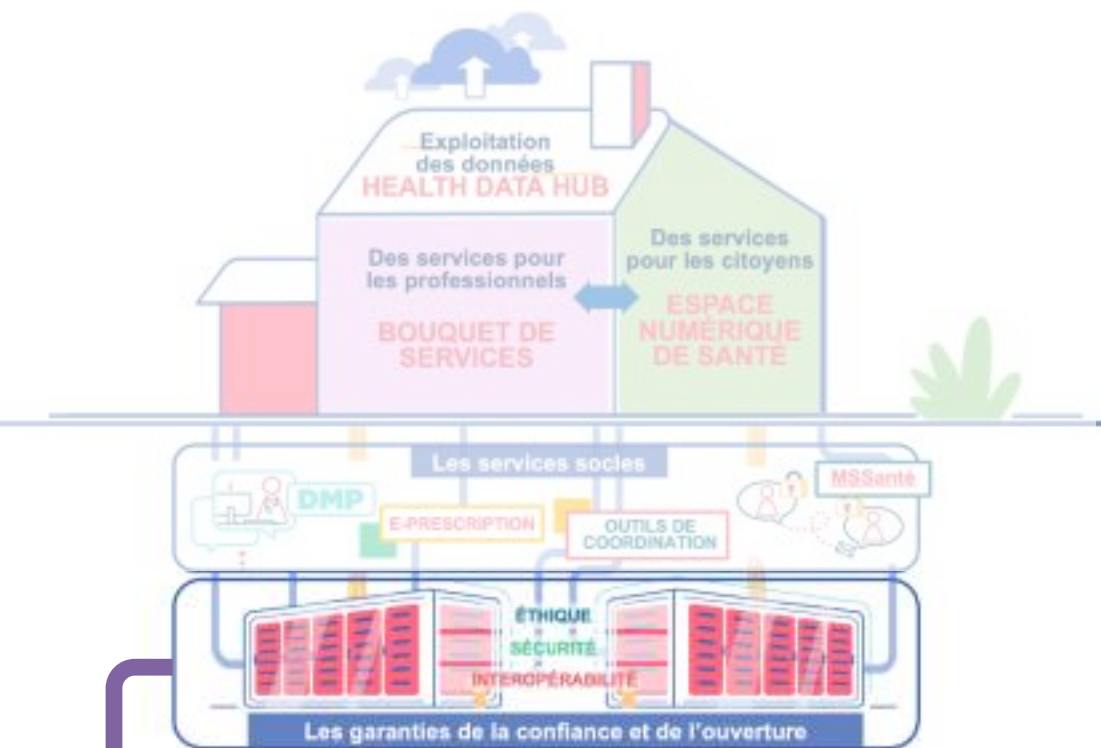 Exploitation
des données
HEALTH DATA HUB
Des services pour
les professionnels
BOUQUET DE
SERVICES
Des services
pour les citoyens
ESPACE
NUMÉRIQUE
DE SANTÉ
Les services socles
DMP
E-PRESCRIPTION
OUTILS DE
COORDINATION
MSSanté
ÉTHIQUE
SÉCURITÉ
INTEROPÉRABILITÉ
Les garanties de la confiance et de l'ouverture